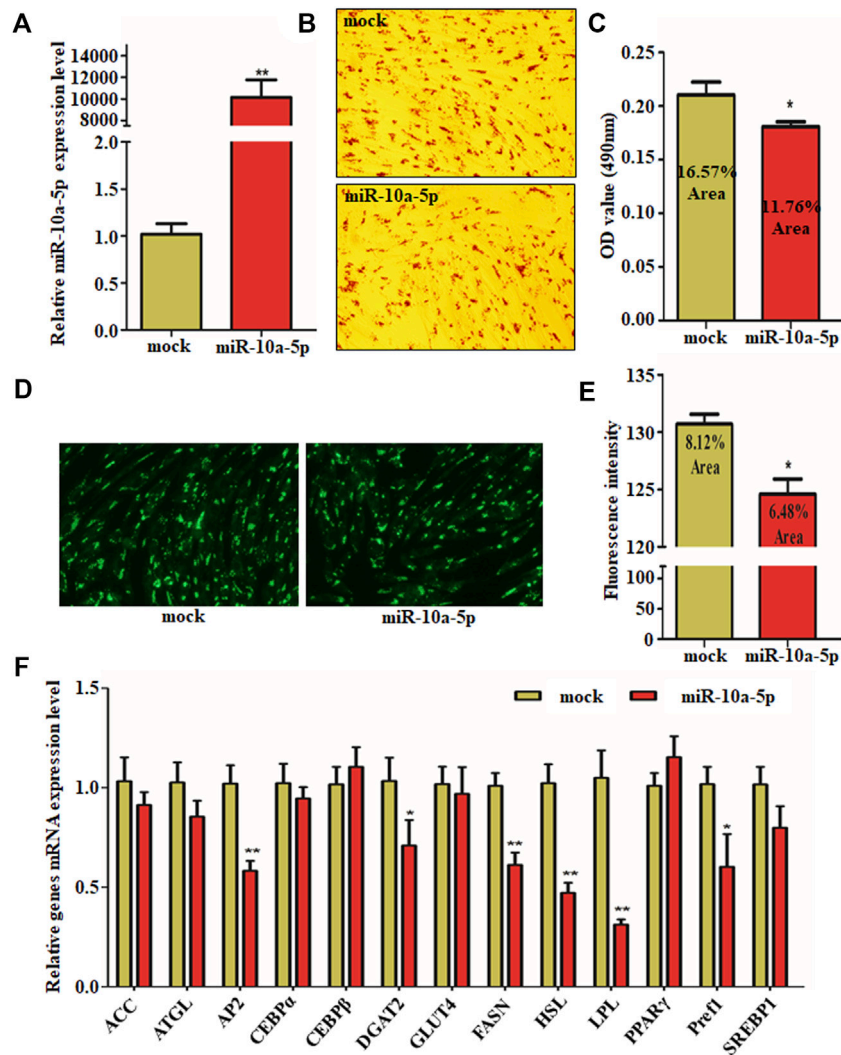 A
Relative miR-10a-5p expression level
14000
12000
10000
8000
2.0
1.5
1.0
0.5
0.0
**
mock
miR-10a-5p
B
mock
miR-10a-5p
C
OD value (490nm)
0.25
0.20
0.15
0.10
0.05
0.00
*
16.57%
Area
11.76%
Area
mock
miR-10a-5p
D
mock
miR-10a-5p
E
Fluorescence intensity
135
130
125
120
100
50
0
8.12%
Area
*
6.48%
Area
mock
miR-10a-5p
F
Relative genes mRNA expression level
1.5
1.0
0.5
0.0
mock
miR-10a-5p
**
*
**
**
**
*
ACC
ATGL
AP2
CEBPα
CEBPβ
DGAT2
GLUT4
FASN
HSL
LPL
PPARγ
Pref1
SREBP1